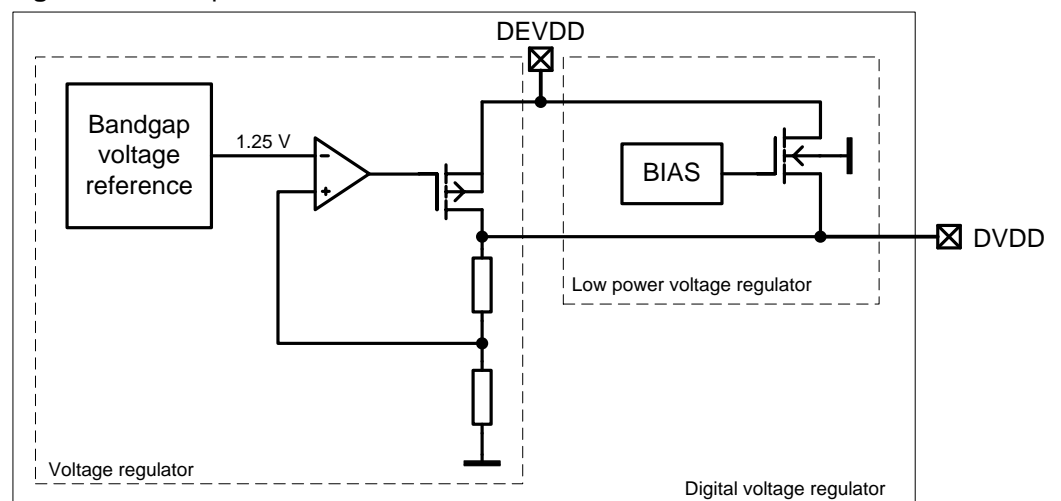 DEVDD
Bandgap
voltage
reference
1.25 V
−
+
BIAS
DVDD
Low power voltage regulator
Voltage regulator
Digital voltage regulator